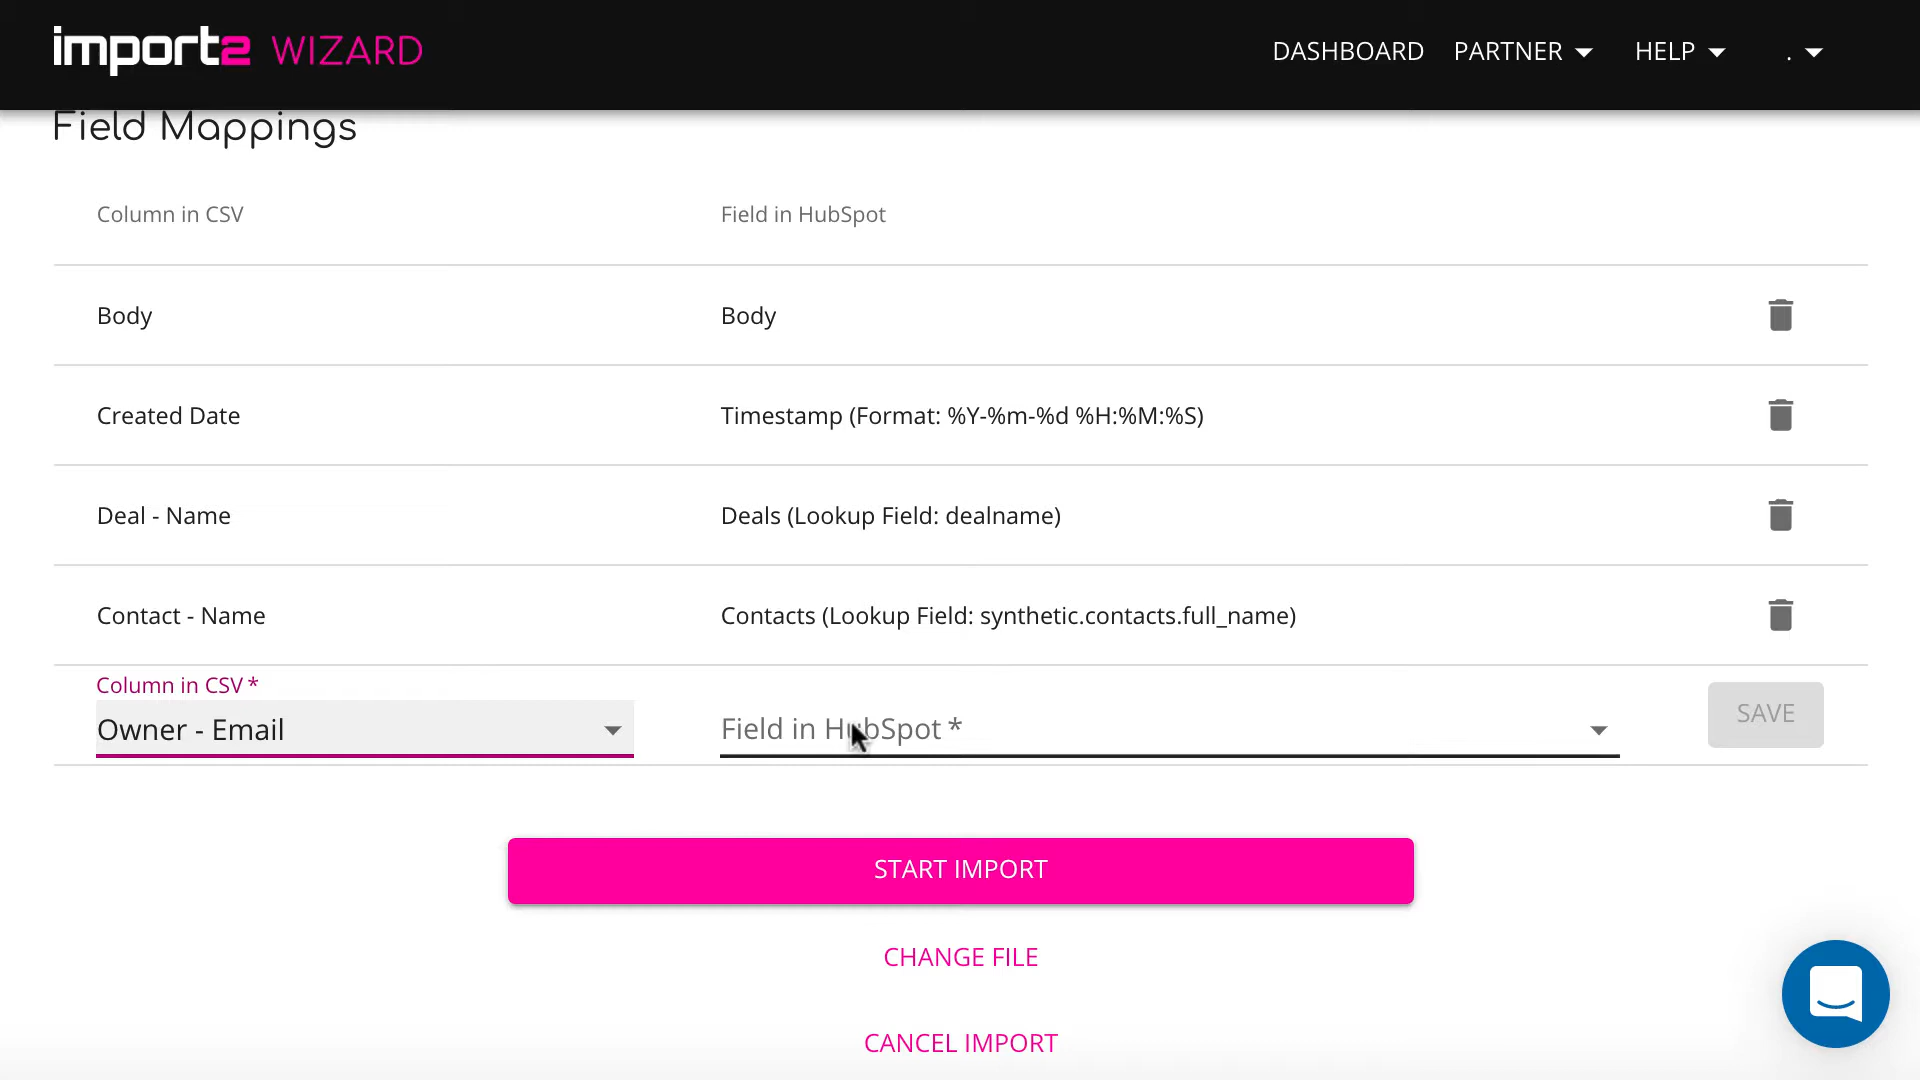 import2 WIZARD
DASHBOARD PARTNER HELP .
Field Mappings
Column in CSV Field in HubSpot
Body Body
Created Date Timestamp (Format: %Y-%m-%d %H:%M:%S)
Deal - Name Deals (Lookup Field: dealname)
Contact - Name Contacts (Lookup Field: synthetic.contacts.full_name)
Column in CSV *
Owner - Email Field in HubSpot * SAVE
START IMPORT
CHANGE FILE
CANCEL IMPORT